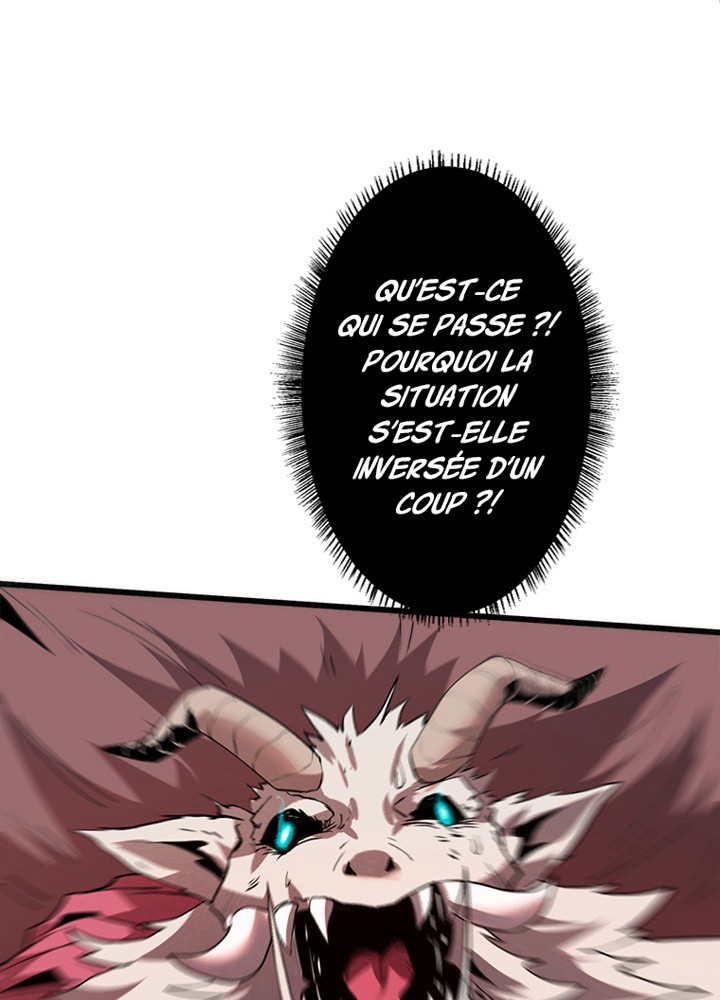 QU'EST-CE
QUI SE PASSE ?!
POURQUOI LA
SITUATION
S'EST-ELLE
INVERSÉE D'UN
COUP ?!